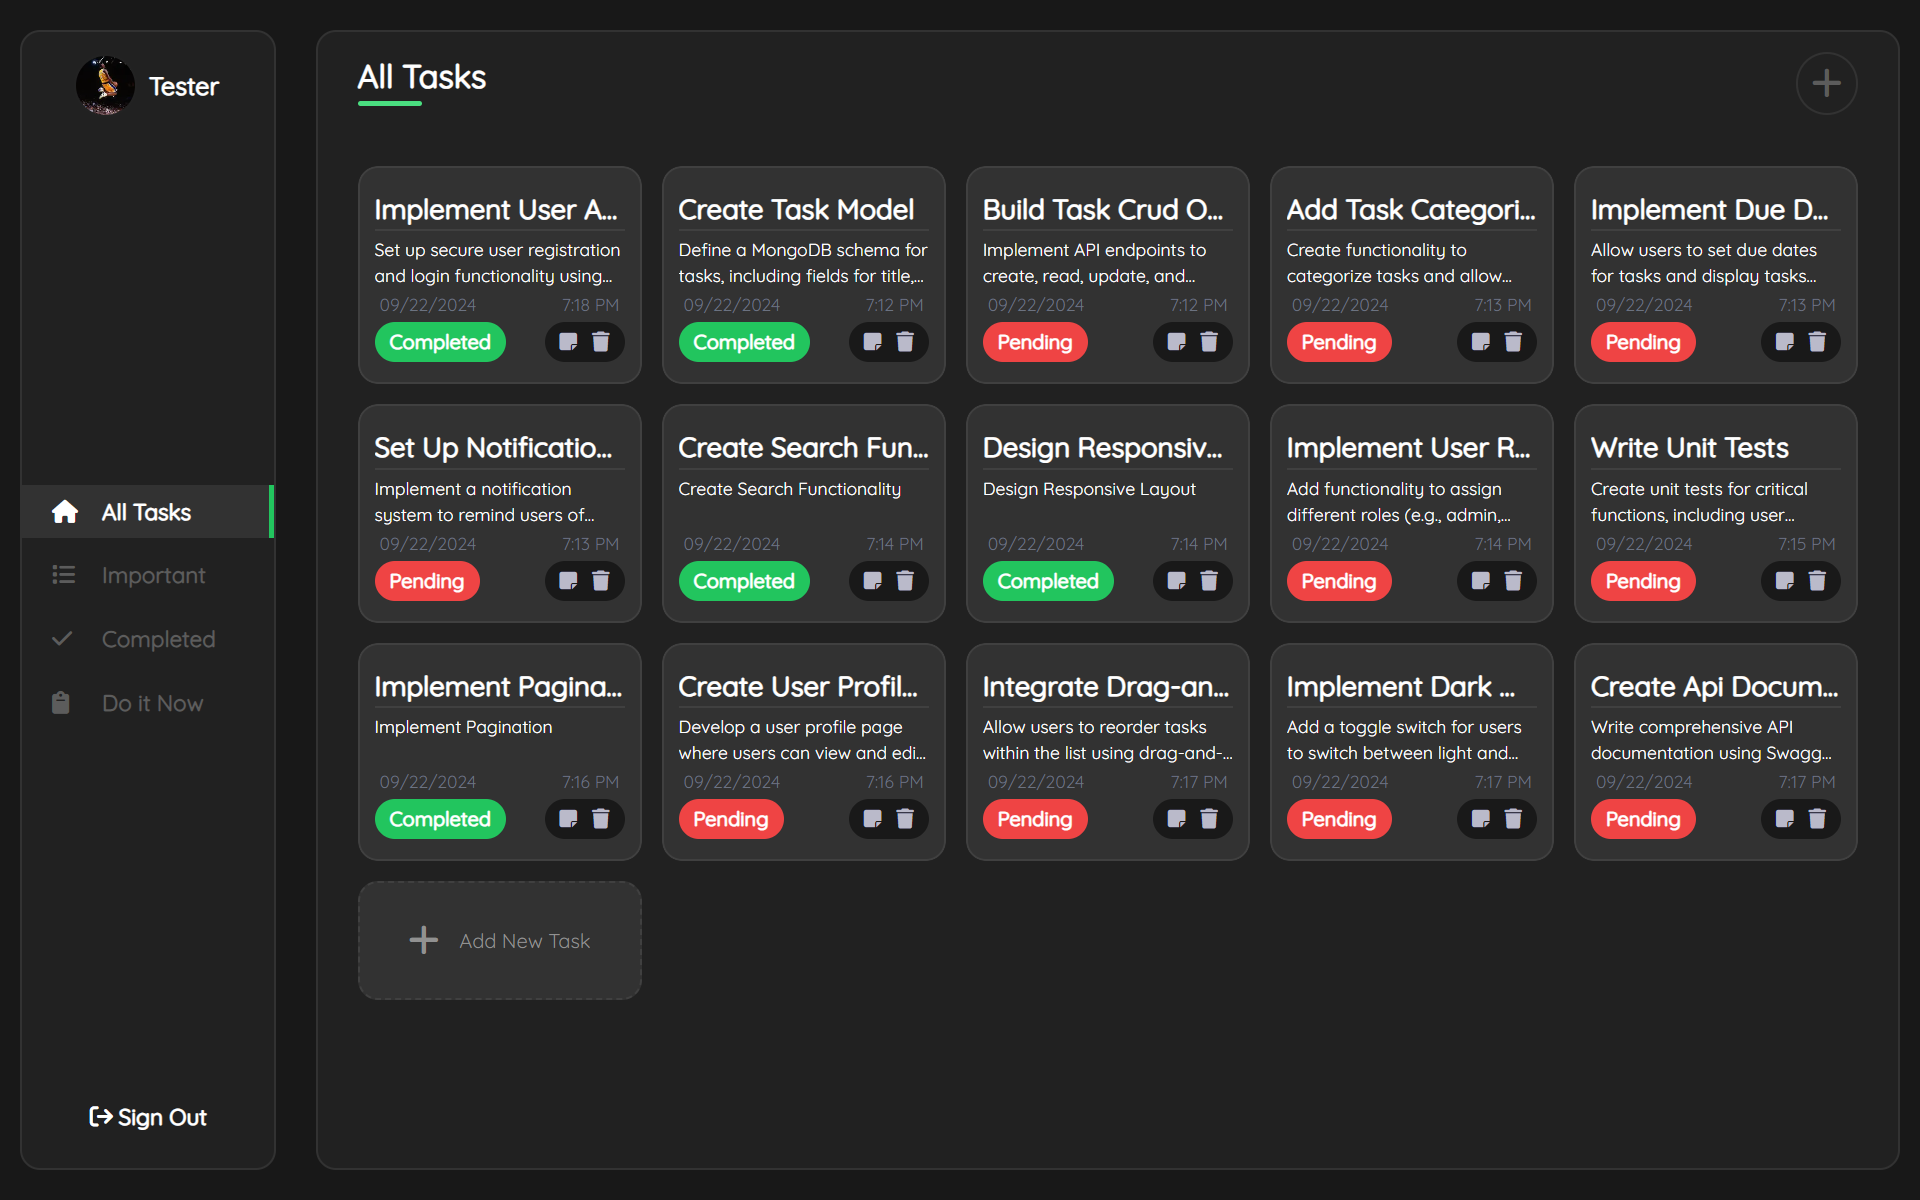 Tester
All Tasks
Important
Completed
Do it Now
Sign Out
All Tasks
Implement User A...
Set up secure user registration
and login functionality using...
09/22/2024 7:18 PM
Completed
Create Task Model
Define a MongoDB schema for
tasks, including fields for title,...
09/22/2024 7:12 PM
Completed
Build Task Crud O...
Implement API endpoints to
create, read, update, and...
09/22/2024 7:12 PM
Pending
Add Task Categori...
Create functionality to
categorize tasks and allow...
09/22/2024 7:13 PM
Pending
Implement Due D...
Allow users to set due dates
for tasks and display tasks...
09/22/2024 7:13 PM
Pending
Set Up Notificatio...
Implement a notification
system to remind users of...
09/22/2024 7:13 PM
Pending
Create Search Fun...
Create Search Functionality
09/22/2024 7:14 PM
Completed
Design Responsiv...
Design Responsive Layout
09/22/2024 7:14 PM
Completed
Implement User R...
Add functionality to assign
different roles (e.g., admin,...
09/22/2024 7:14 PM
Pending
Write Unit Tests
Create unit tests for critical
functions, including user...
09/22/2024 7:15 PM
Pending
Implement Pagina...
Implement Pagination
09/22/2024 7:16 PM
Completed
Create User Profil...
Develop a user profile page
where users can view and edi...
09/22/2024 7:16 PM
Pending
Integrate Drag-an...
Allow users to reorder tasks
within the list using drag-and-...
09/22/2024 7:17 PM
Pending
Implement Dark ...
Add a toggle switch for users
to switch between light and...
09/22/2024 7:17 PM
Pending
Create Api Docum...
Write comprehensive API
documentation using Swagg...
09/22/2024 7:17 PM
Pending
Add New Task